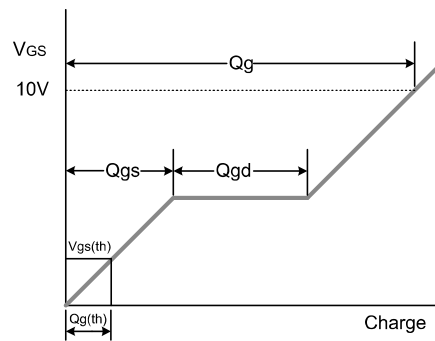 VGS
Qg
10V
Qgs
Qgd
Vgs(th)
Qg(th)
Charge